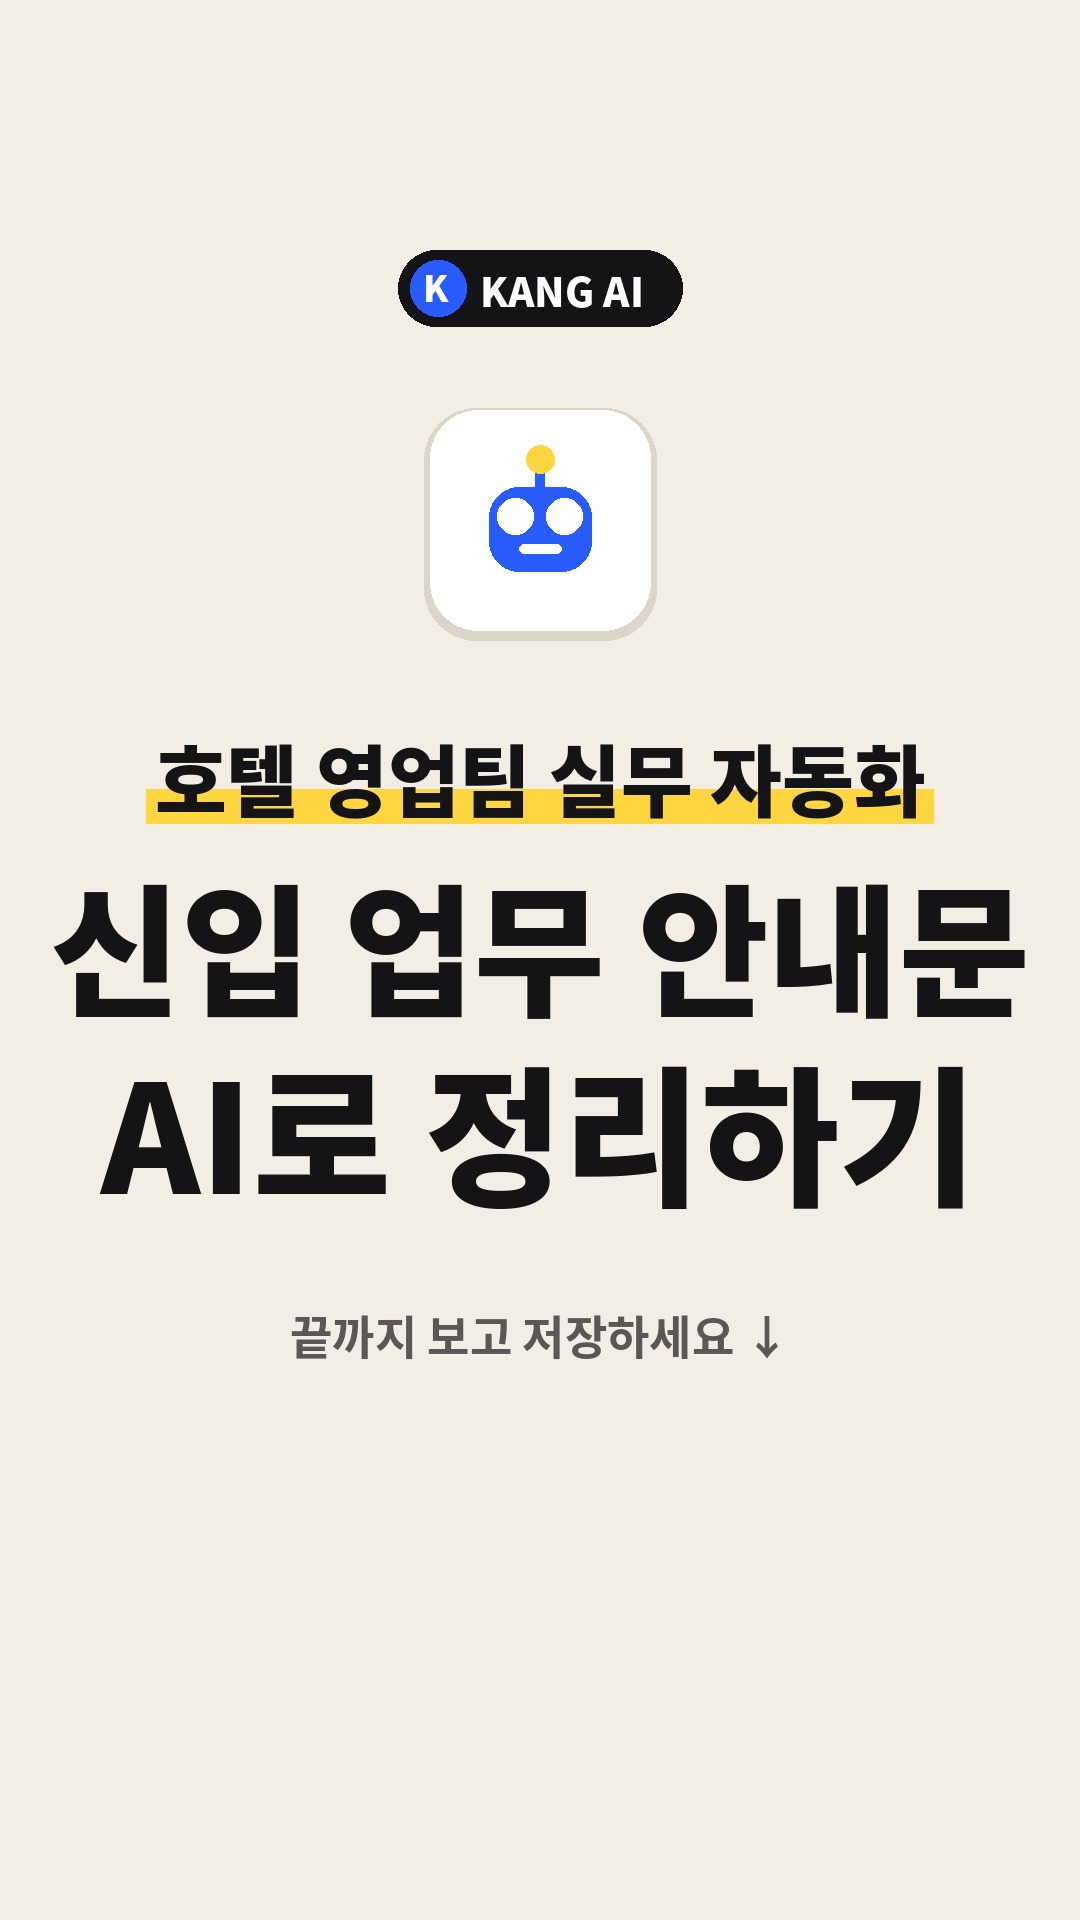 K KANG AI
호텔 영업팀 실무 자동화
신입 업무 안내문
AI로 정리하기
끝까지 보고 저장하세요 ↓